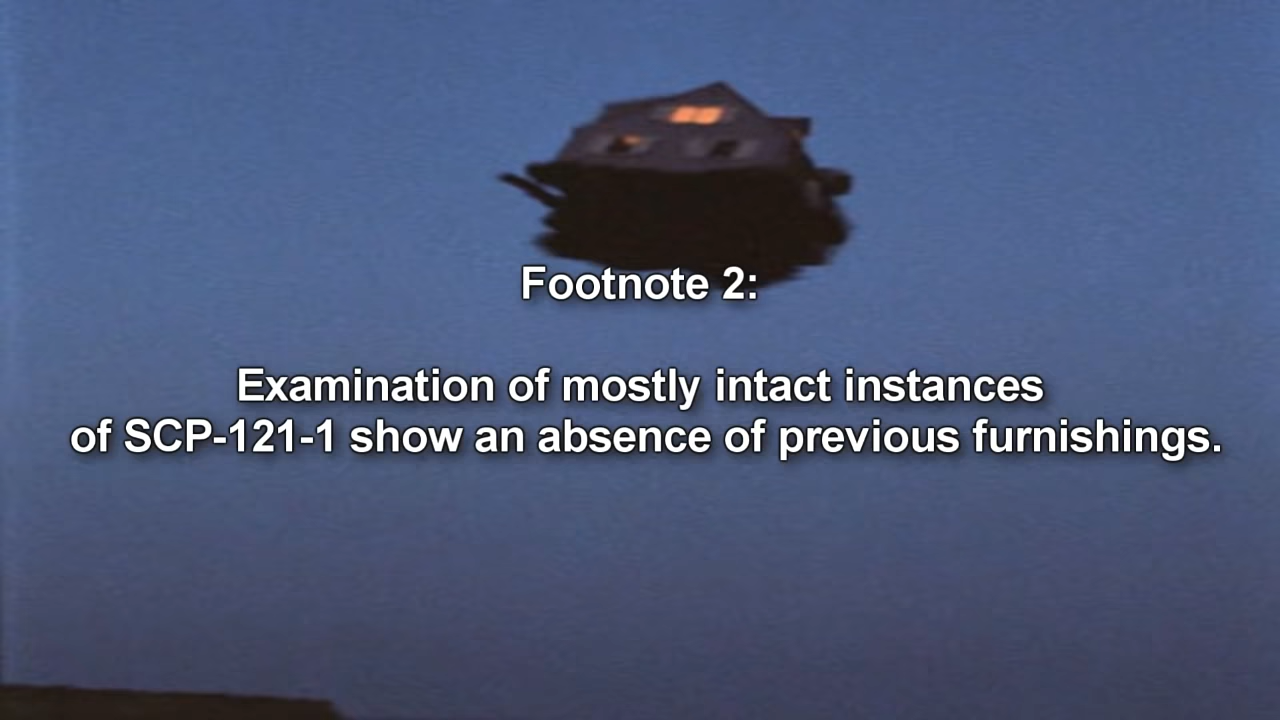 Footnote 2:
Examination of mostly intact instances
of SCP-121-1 show an absence of previous furnishings.